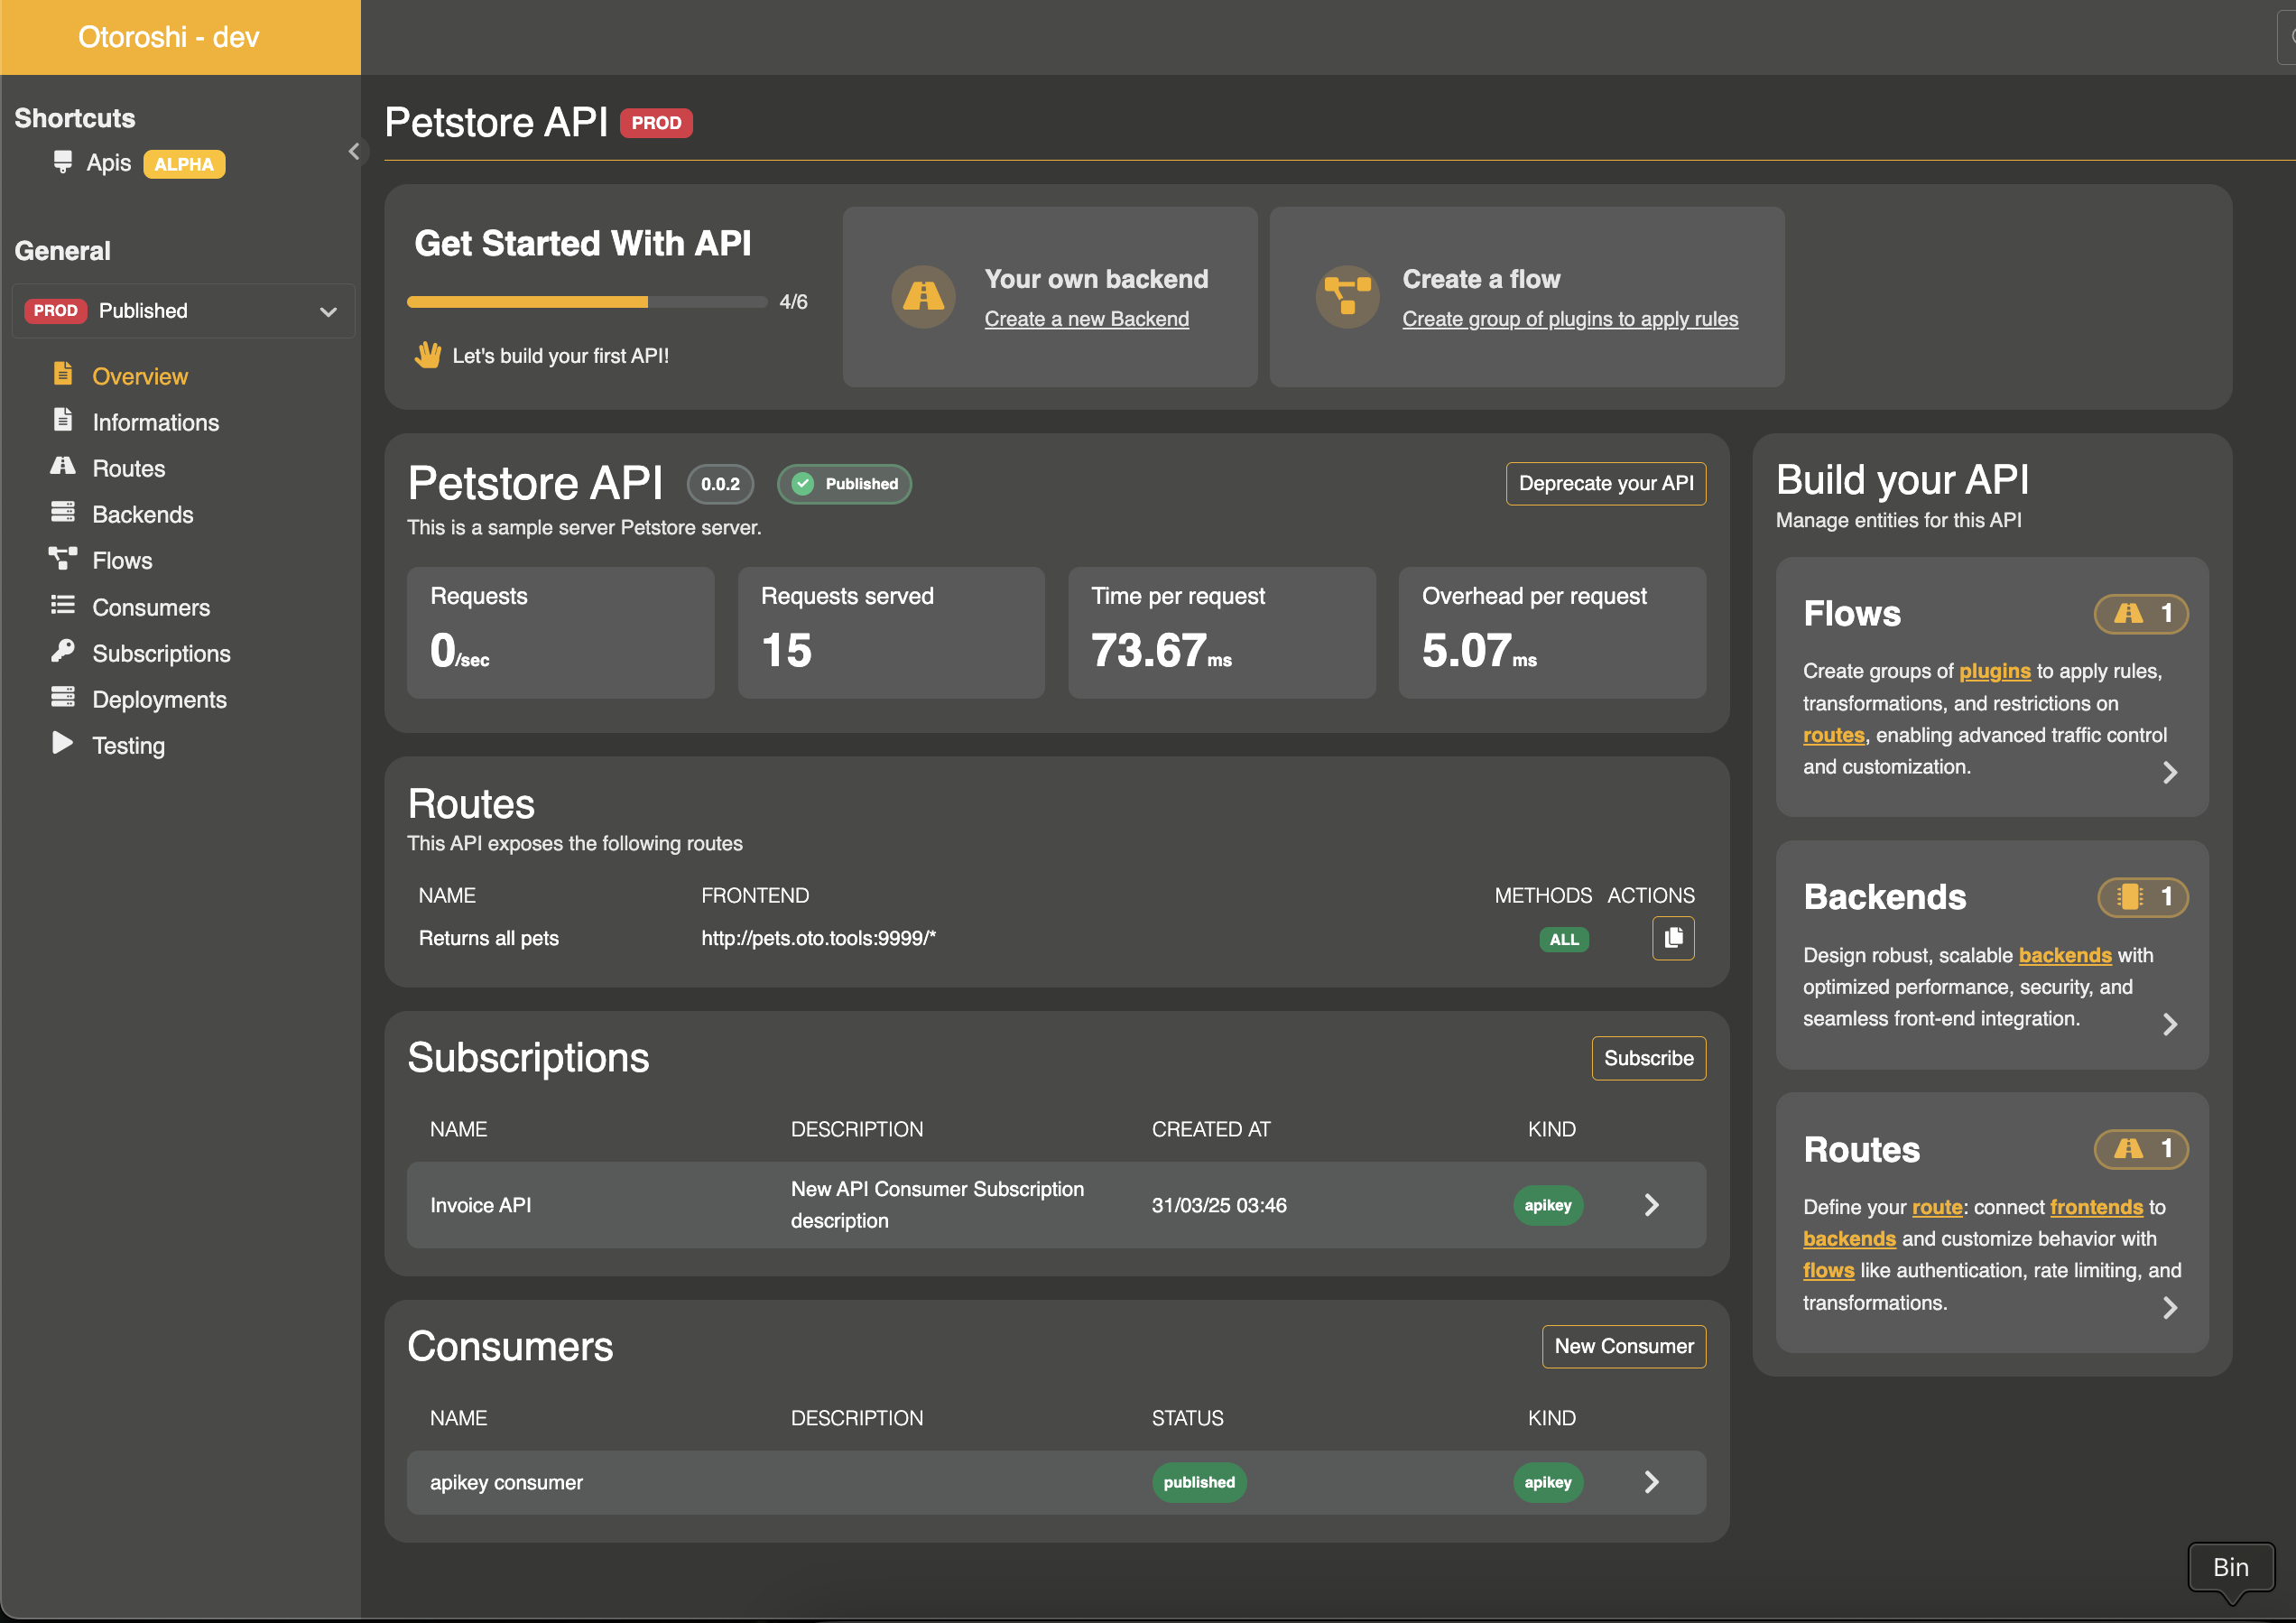 Otoroshi - dev
Shortcuts
Apis ALPHA
General
PROD Published
Overview
Informations
Routes
Backends
Flows
Consumers
Subscriptions
Deployments
Testing
Petstore API PROD
Get Started With API
4/6
Let's build your first API!
Your own backend
Create a new Backend
Create a flow
Create group of plugins to apply rules
Petstore API 0.0.2 Published
Deprecate your API
This is a sample server Petstore server.
Requests
0/sec
Requests served
15
Time per request
73.67ms
Overhead per request
5.07ms
Routes
This API exposes the following routes
NAME FRONTEND METHODS ACTIONS
Returns all pets http://pets.oto.tools:9999/* ALL
Subscriptions
Subscribe
NAME DESCRIPTION CREATED AT KIND
Invoice API New API Consumer Subscription
description 31/03/25 03:46 apikey
Consumers
New Consumer
NAME DESCRIPTION STATUS KIND
apikey consumer published apikey
Build your API
Manage entities for this API
Flows 1
Create groups of plugins to apply rules,
transformations, and restrictions on
routes, enabling advanced traffic control
and customization.
Backends 1
Design robust, scalable backends with
optimized performance, security, and
seamless front-end integration.
Routes 1
Define your route: connect frontends to
backends and customize behavior with
flows like authentication, rate limiting, and
transformations.
Bin